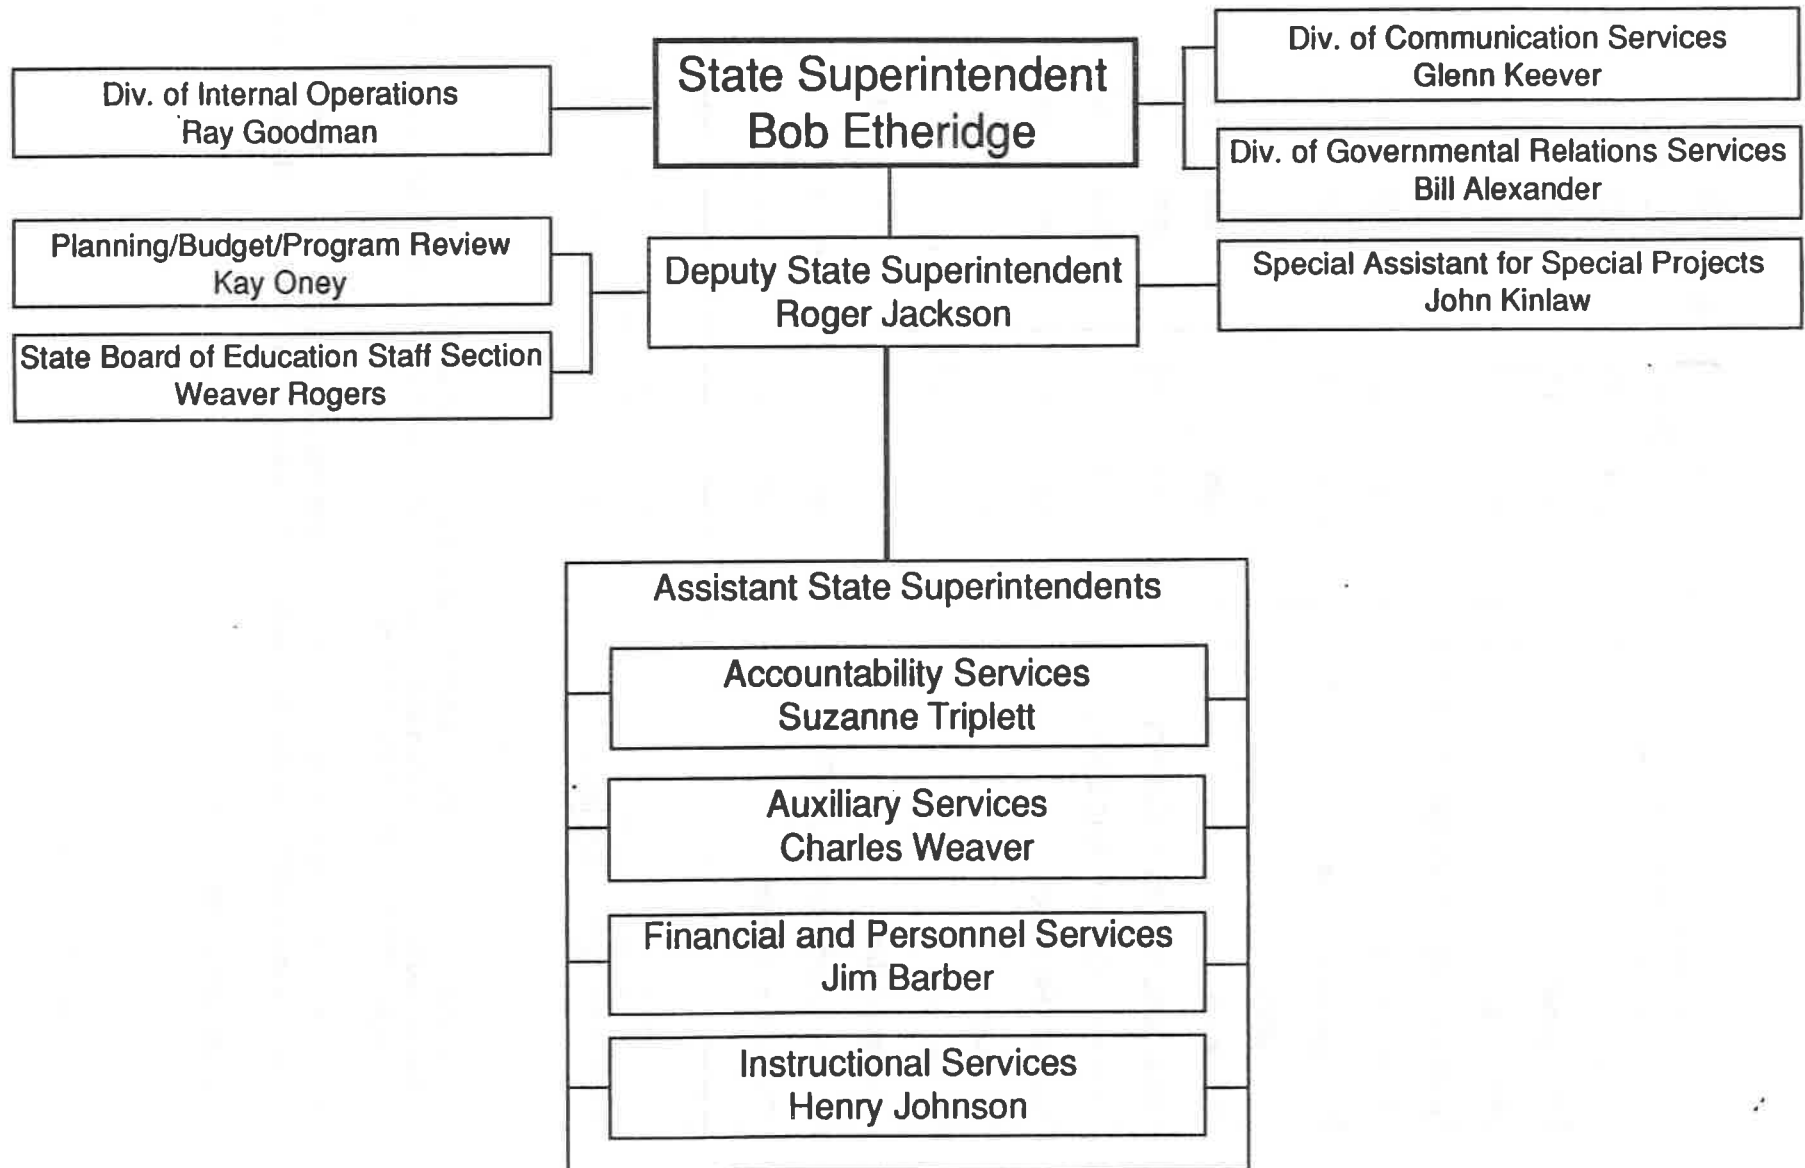 State Superintendent
Bob Etheridge
Div. of Internal Operations
Ray Goodman
Div. of Communication Services
Glenn Keever
Div. of Governmental Relations Services
Bill Alexander
Planning/Budget/Program Review
Kay Oney
State Board of Education Staff Section
Weaver Rogers
Deputy State Superintendent
Roger Jackson
Special Assistant for Special Projects
John Kinlaw
Assistant State Superintendents
Accountability Services
Suzanne Triplett
Auxiliary Services
Charles Weaver
Financial and Personnel Services
Jim Barber
Instructional Services
Henry Johnson